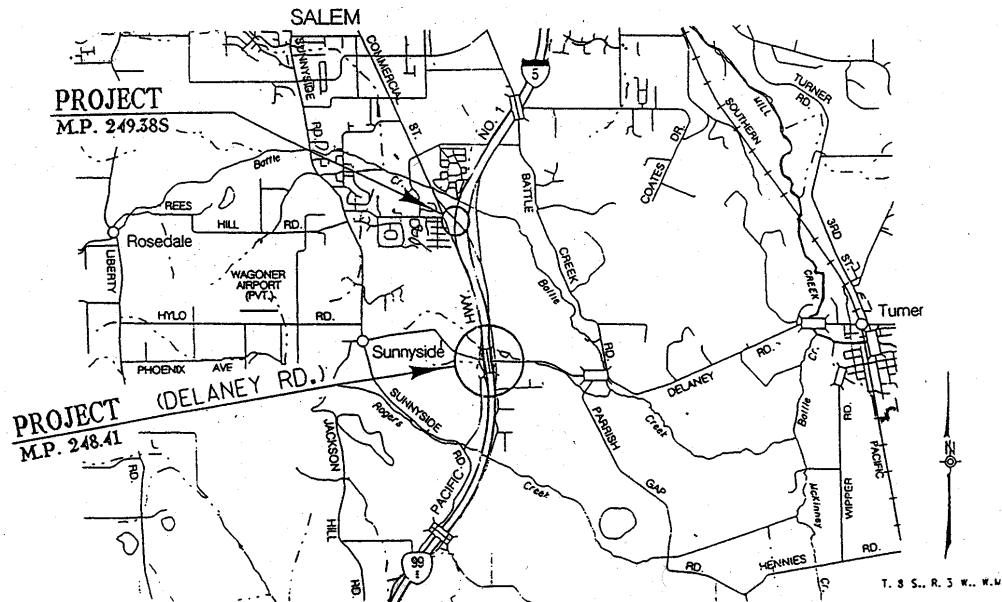 SALEM
PROJECT
M.P. 249.38S
SUNNYSIDE
RD.
COMMERCIAL
ST.
5
NO. 1
MILL
TURNER
RD.
SOUTHERN
COATES DR.
BATTLE
CREEK
RD.
Battle
Cr.
REES
HILL RD.
Rosedale
LIBERTY
WAGONER
AIRPORT
(PVT.)
HWY
Battle
3RD
ST.
CREEK
HYLO RD.
Sunnyside
Turner
PHOENIX AVE
DELANEY RD.
PROJECT (DELANEY RD.)
M.P. 248.41
SUNNYSIDE
RD.
Rogers
Creek
PARRISH
GAP
RD.
Creek
Battle
Cr.
RD.
WIPPER
PACIFIC
JACKSON
HILL
RD.
RD.
PACIFIC
99
E
McKinney
Cr.
HENNIES RD.
N
T. 8 S., R. 3 W., W.M